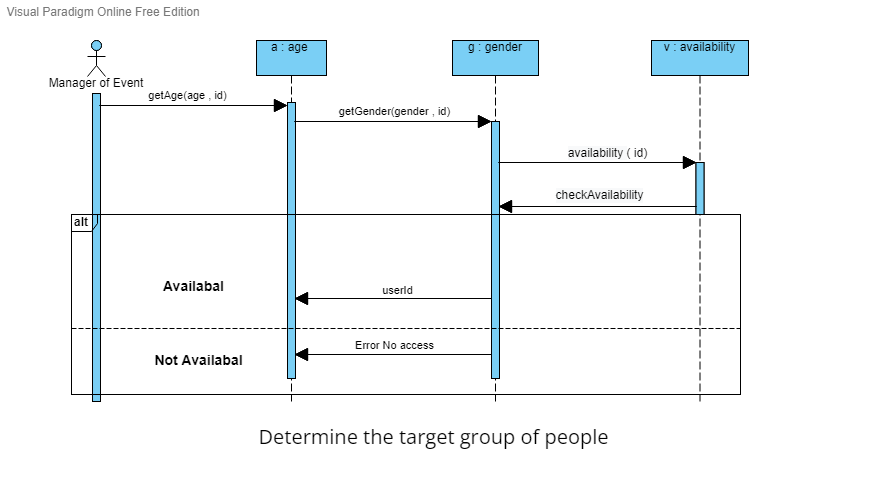 Visual Paradigm Online Free Edition
a : age
g : gender
v : availability
Manager of Event
getAge(age , id)
getGender(gender , id)
availability ( id)
checkAvailability
alt
Availabal
userId
Error No access
Not Availabal
Determine the target group of people